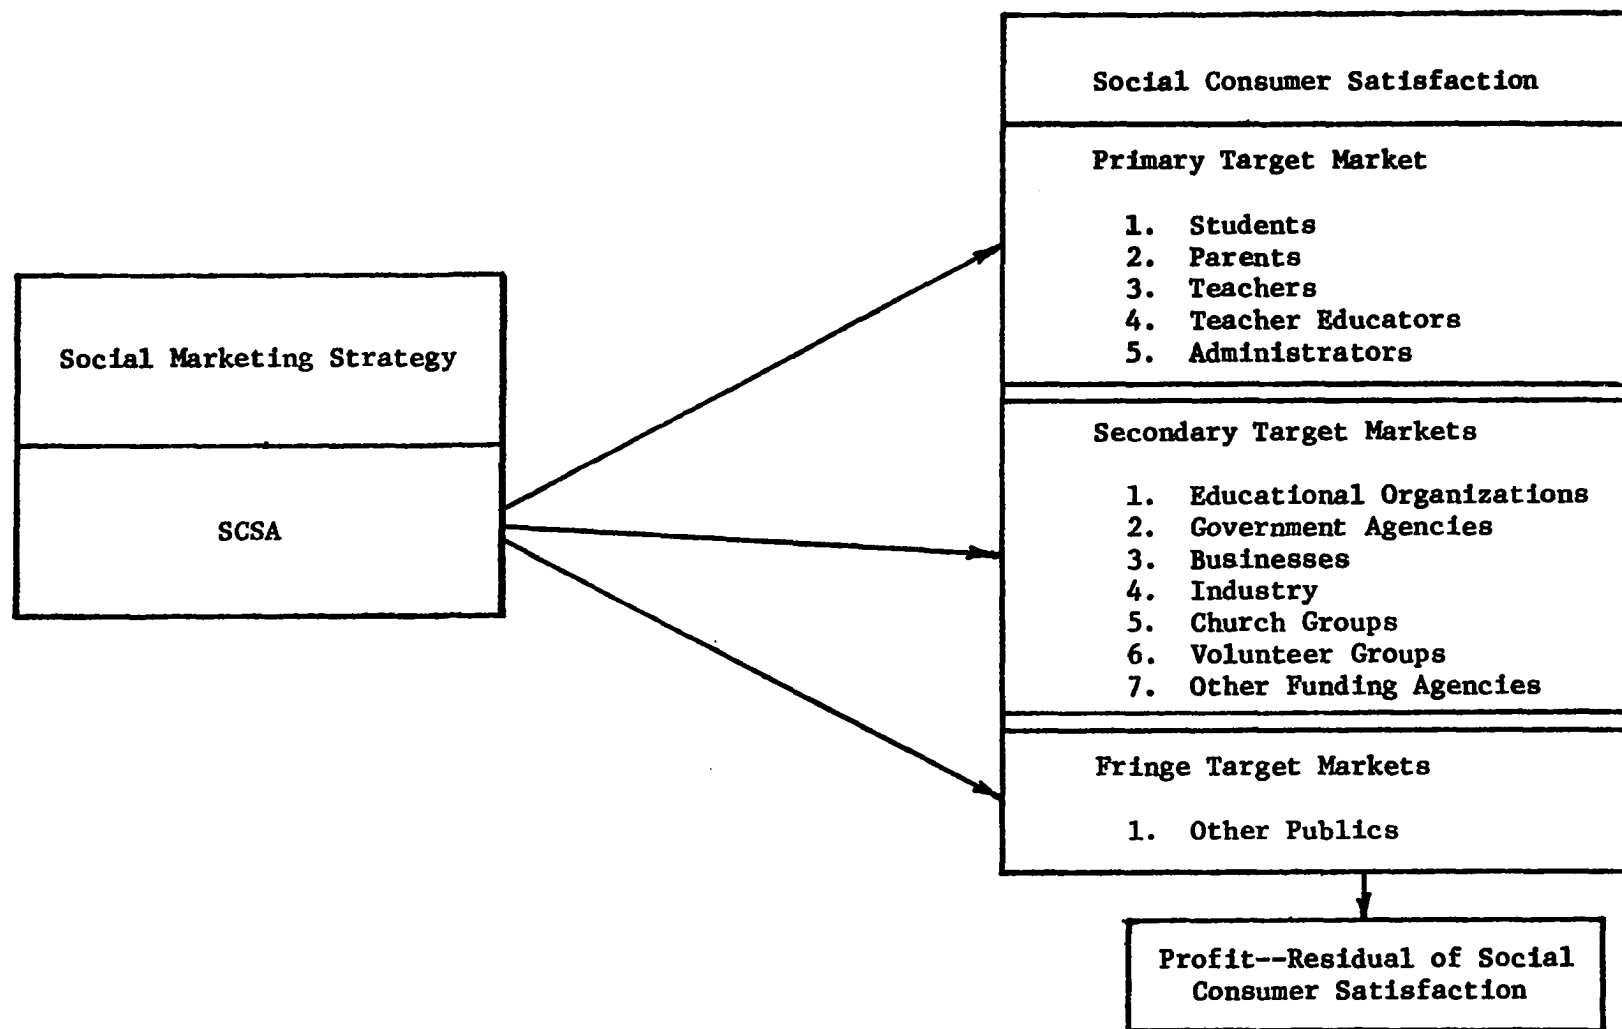 Social Marketing Strategy
SCSA
Social Consumer Satisfaction
Primary Target Market
1. Students
2. Parents
3. Teachers
4. Teacher Educators
5. Administrators
Secondary Target Markets
1. Educational Organizations
2. Government Agencies
3. Businesses
4. Industry
5. Church Groups
6. Volunteer Groups
7. Other Funding Agencies
Fringe Target Markets
1. Other Publics
Profit--Residual of Social
Consumer Satisfaction